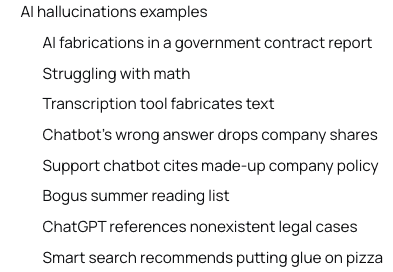 AI hallucinations examples
AI fabrications in a government contract report
Struggling with math
Transcription tool fabricates text
Chatbot's wrong answer drops company shares
Support chatbot cites made-up company policy
Bogus summer reading list
ChatGPT references nonexistent legal cases
Smart search recommends putting glue on pizza